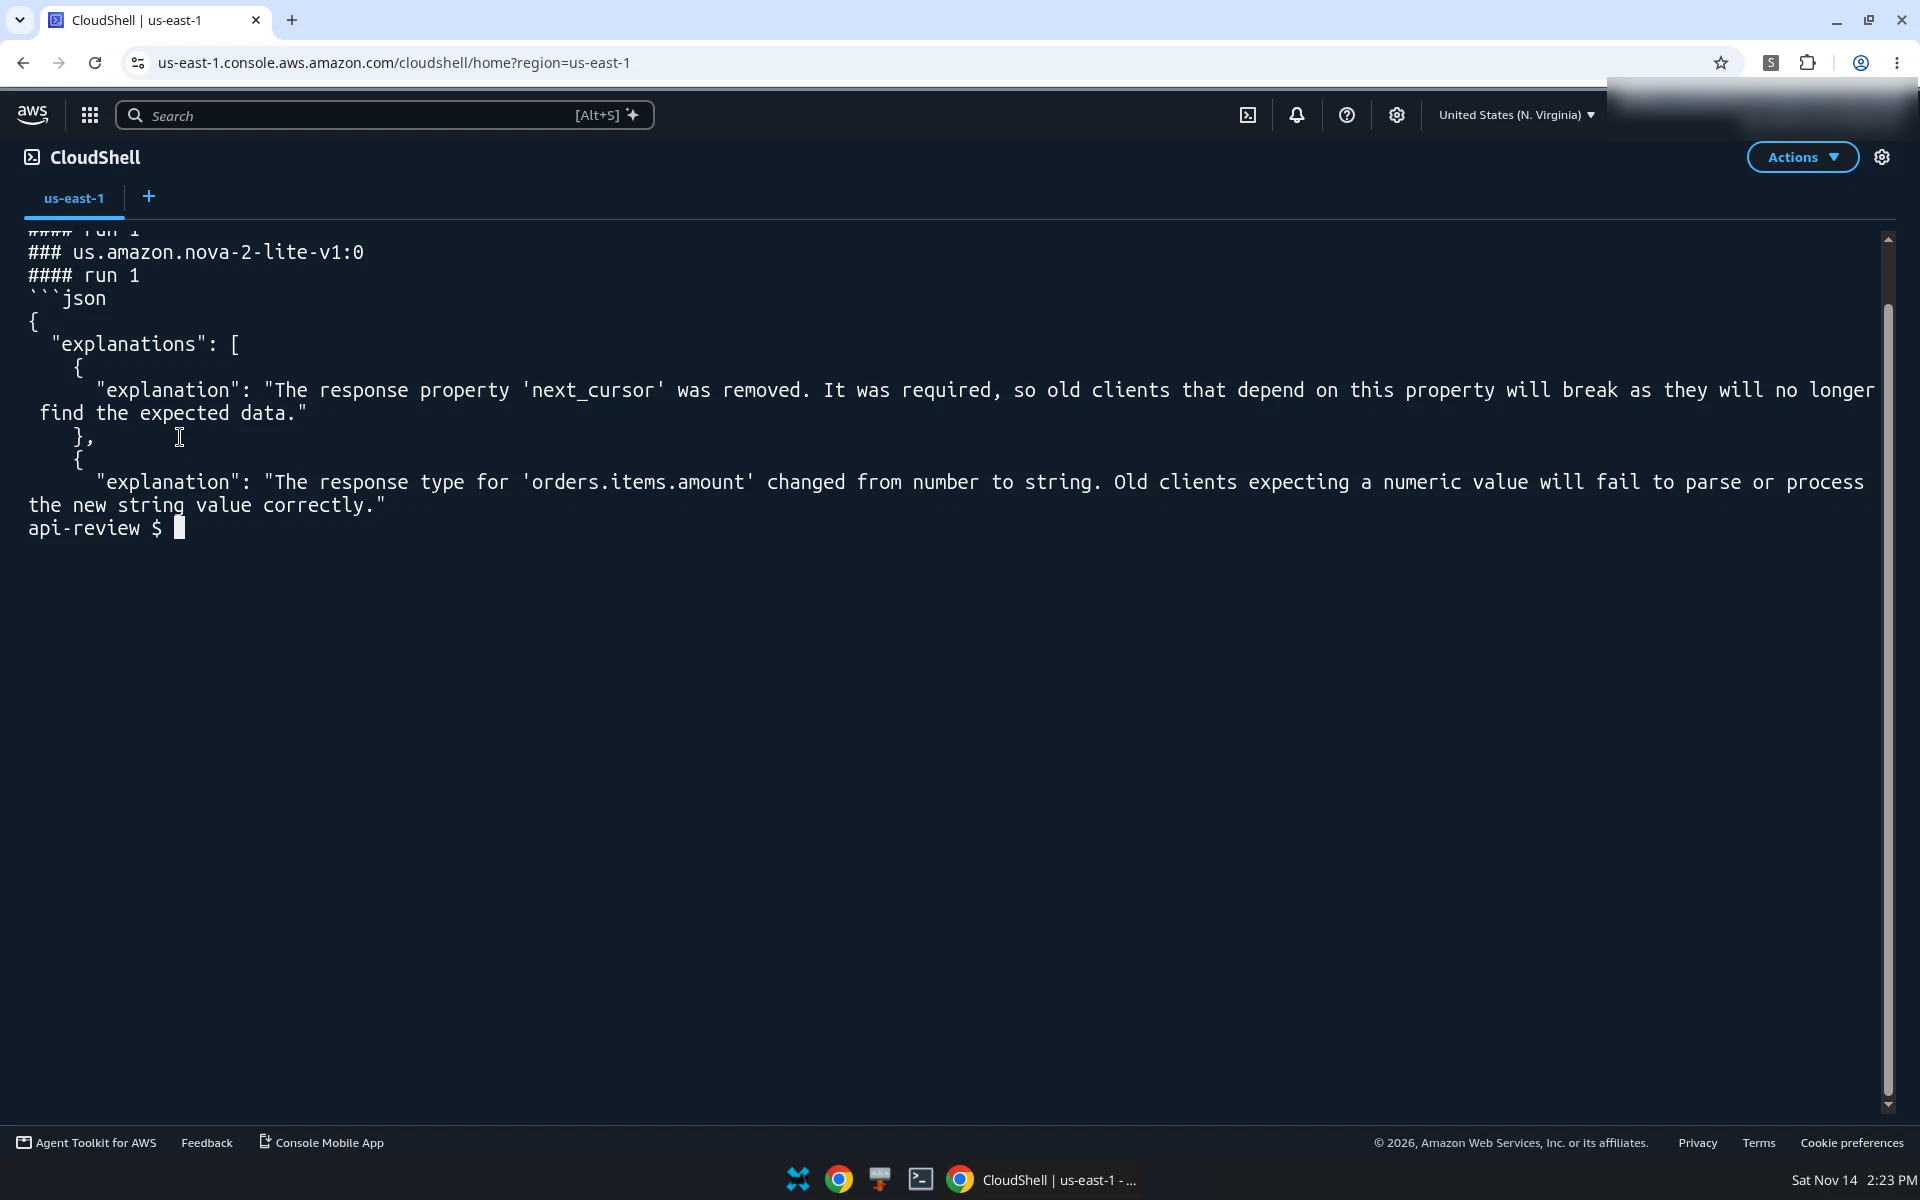 CloudShell | us-east-1
us-east-1.console.aws.amazon.com/cloudshell/home?region=us-east-1
S
aws
Search
[Alt+S]
United States (N. Virginia)
CloudShell
Actions
us-east-1
#### run 1
### us.amazon.nova-2-lite-v1:0
#### run 1
```json
{
"explanations": [
{
"explanation": "The response property 'next_cursor' was removed. It was required, so old clients that depend on this property will break as they will no longer
find the expected data."
},
{
"explanation": "The response type for 'orders.items.amount' changed from number to string. Old clients expecting a numeric value will fail to parse or process
the new string value correctly."
api-review $
Agent Toolkit for AWS
Feedback
Console Mobile App
© 2026, Amazon Web Services, Inc. or its affiliates.
Privacy
Terms
Cookie preferences
CloudShell | us-east-1 - ...
Sat Nov 14 2:23 PM